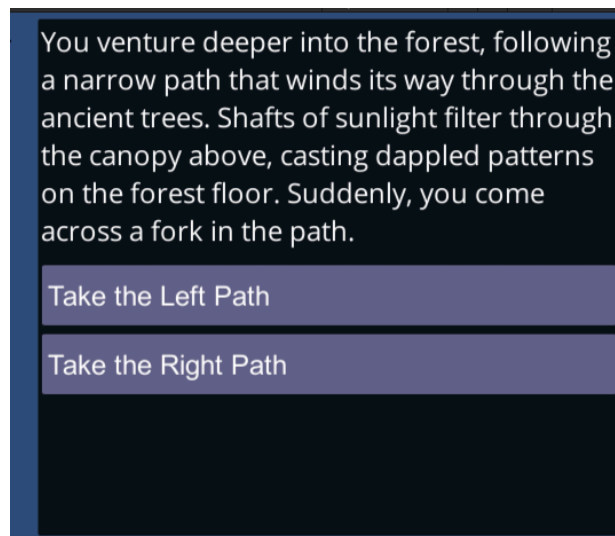 You venture deeper into the forest, following
a narrow path that winds its way through the
ancient trees. Shafts of sunlight filter through
the canopy above, casting dappled patterns
on the forest floor. Suddenly, you come
across a fork in the path.
Take the Left Path
Take the Right Path